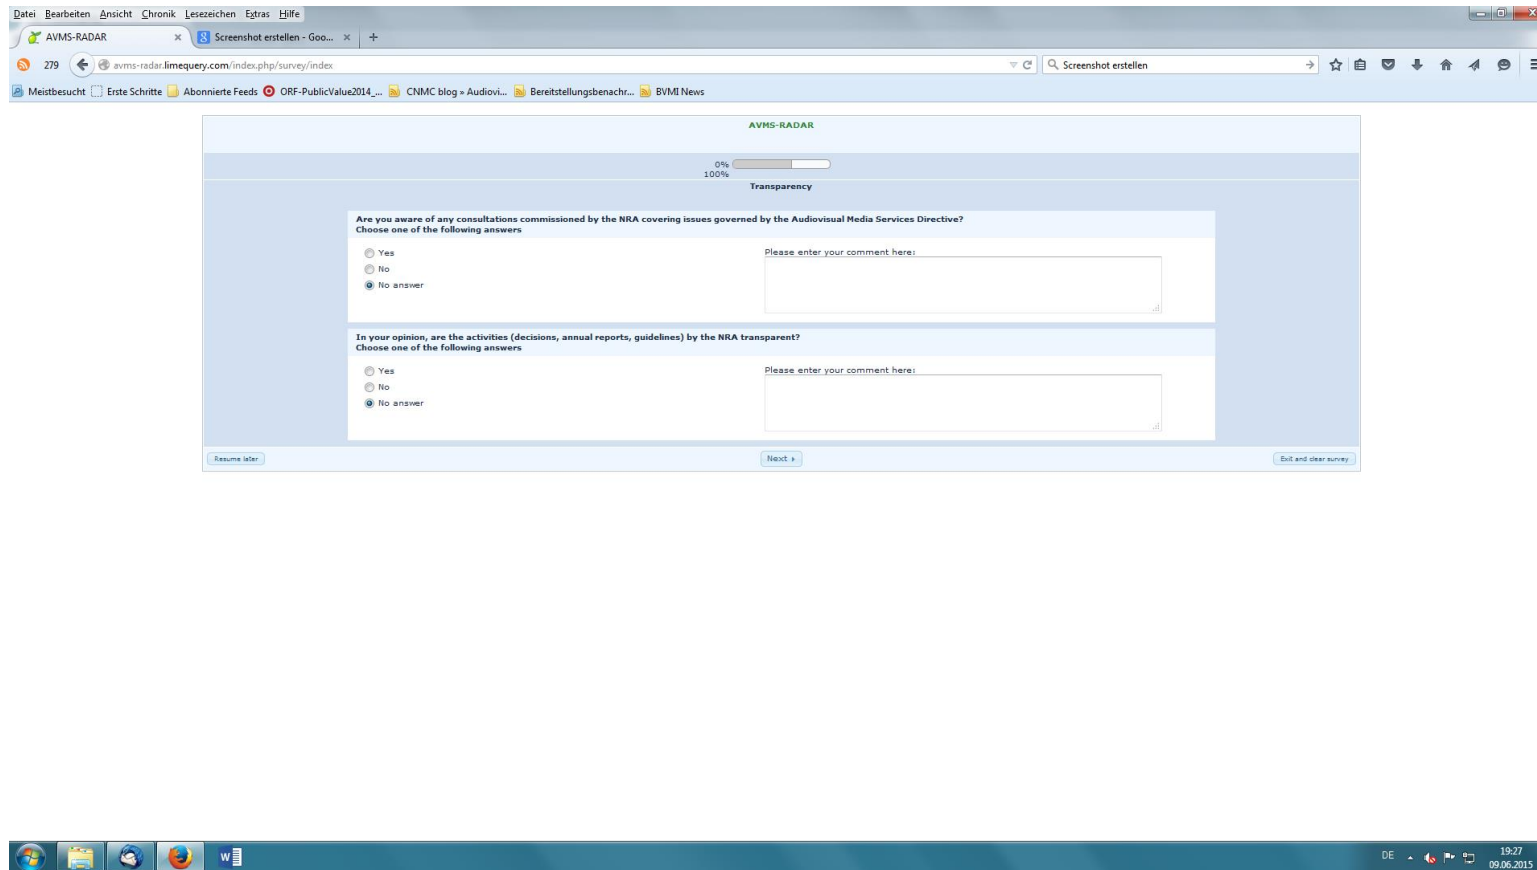 Datei Bearbeiten Ansicht Chronik Lesezeichen Extras Hilfe
AVMS-RADAR × 8 Screenshot erstellen - Goo... × +
279 avms-radar.limequery.com/index.php/survey/index Screenshot erstellen
Meistbesucht Erste Schritte Abonnierte Feeds ORF-PublicValue2014_... CNMC blog » Audiovi... Bereitstellungsbenachr... BVMI News
AVMS-RADAR
0%
100%
Transparency
Are you aware of any consultations commissioned by the NRA covering issues governed by the Audiovisual Media Services Directive?
Choose one of the following answers
Yes Please enter your comment here:
No
No answer
In your opinion, are the activities (decisions, annual reports, guidelines) by the NRA transparent?
Choose one of the following answers
Yes Please enter your comment here:
No
No answer
Resume later Next Exit and clear survey
W
DE 19:27
09.06.2015